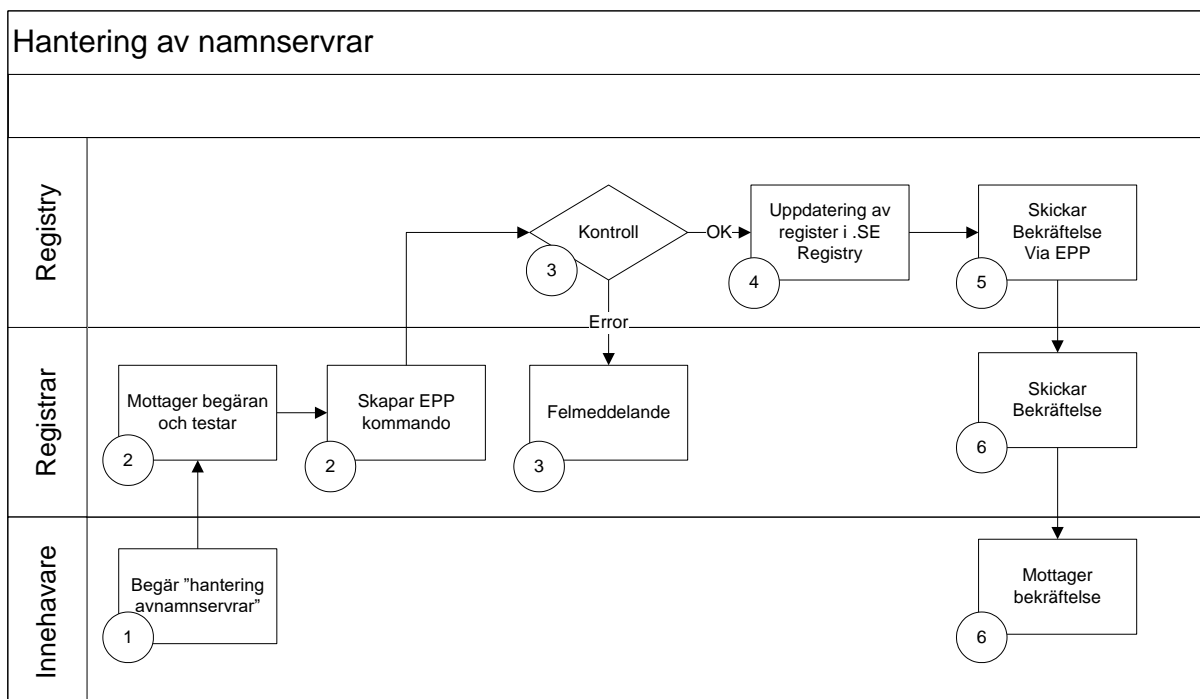 Hantering av namnservrar
Registry
Kontroll
3
OK
Uppdatering av
register i .SE
Registry
4
Skickar
Bekräftelse
Via EPP
5
Error
Registrar
Mottager begäran
och testar
2
Skapar EPP
kommando
2
Felmeddelande
3
Skickar
Bekräftelse
6
Innehavare
Begär ”hantering
avnamnservrar”
1
Mottager
bekräftelse
6